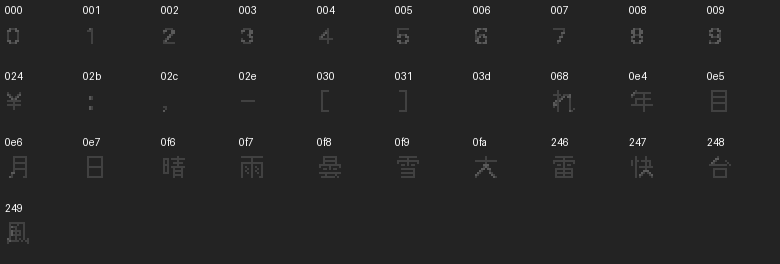 000 001 002 003 004 005 006 007 008 009
0 1 2 3 4 5 6 7 8 9
024 02b 02c 02e 030 031 03d 068 0e4 0e5
¥ : , － [ ] れ 年 目
0e6 0e7 0f6 0f7 0f8 0f9 0fa 246 247 248
月 日 晴 雨 曇 雪 大 雷 快 台
249
風